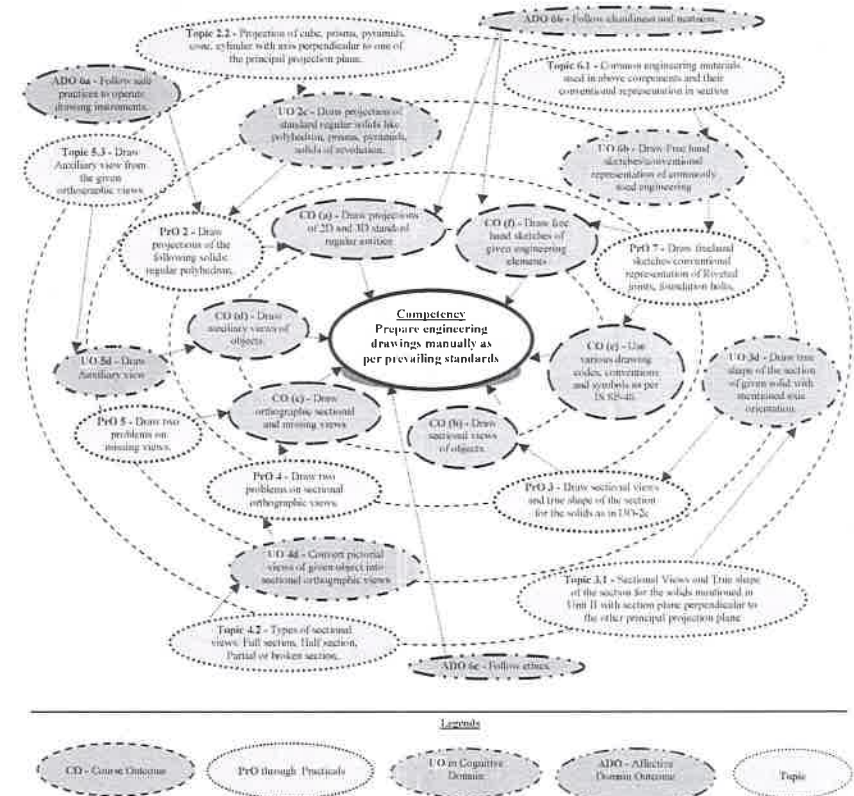 ADO 6b - Follow cleanliness and neatness.
Topic 2.2 - Projection of cube, prisms, pyramids,
cone, cylinder with axis perpendicular to one of
the principal projection plane.
Topic 6.1 - Common engineering materials
used in above components and their
conventional representation in section
ADO 6a - Follow safe
practices to operate
drawing instruments.
UO 2c - Draw projection of
standard regular solids like
polyhedron, prisms, pyramids,
solids of revolution.
UO 6b - Draw Free hand
sketches/conventional
representation of commonly
used engineering
Topic 5.3 - Draw
Auxiliary view from
the given
orthographic views
PrO 2 - Draw
projections of the
following solids:
regular polyhedron,
CO (a) - Draw projections
of 2D and 3D standard
regular entities
CO (f) - Draw free
hand sketches of
given engineering
elements
PrO 7 - Draw freehand
sketches/conventional
representation of Riveted
joints, foundation bolts,
Competency
Prepare engineering
drawings manually as
per prevailing standards
CO (d) - Draw
auxiliary views of
objects.
CO (e) - Use
various drawing
codes, conventions
and symbols as per
IS SP-46.
UO 5d - Draw
Auxiliary view
UO 3d - Draw true
shape of the section
of given solid with
mentioned axis
orientation.
CO (c) - Draw
orthographic sectional
and missing views
PrO 5 - Draw two
problems on
missing views.
CO (b) - Draw
sectional views
of objects.
PrO 4 - Draw two
problems on sectional
orthographic views.
PrO 3 - Draw sectional views
and true shape of the section
for the solids as in UO-2c
UO 4d - Convert pictorial
views of given object into
sectional orthographic views
Topic 3.1 - Sectional Views and True shape
of the section for the solids mentioned in
Unit II with section plane perpendicular to
the other principal projection plane
Topic 4.2 - Types of sectional
views: Full section, Half section,
Partial or broken section.
ADO 6c - Follow ethics.
Legends
CO - Course Outcome
PrO through Practicals
UO in Cognitive
Domain
ADO - Affective
Domain Outcome
Topic